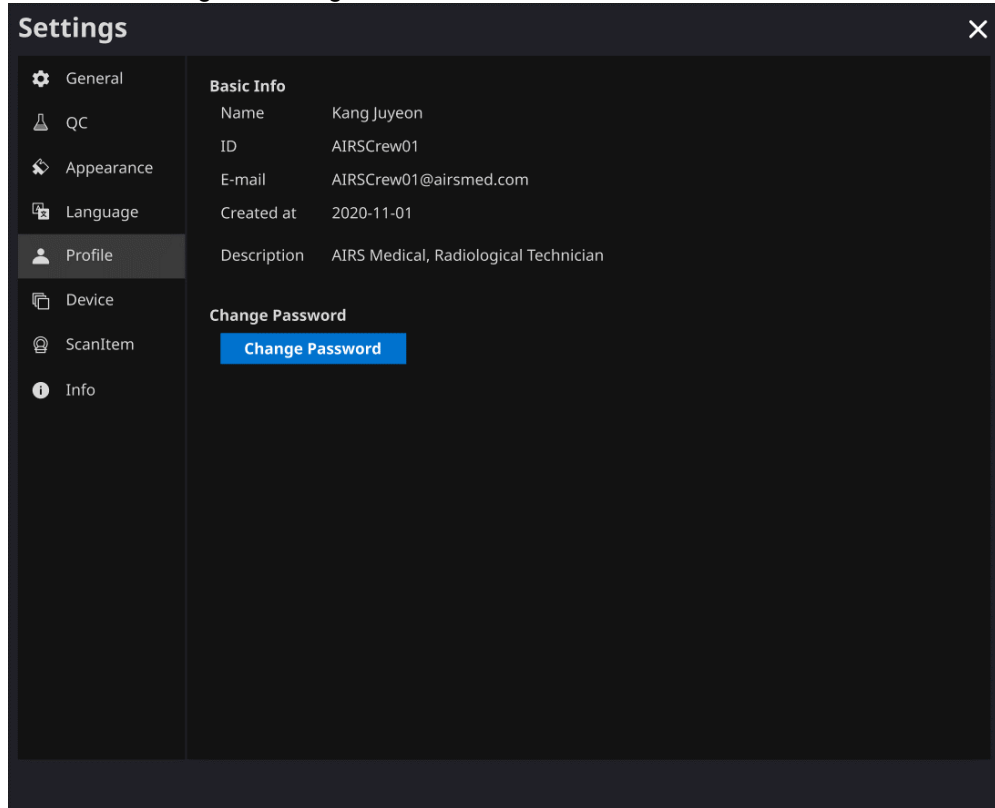 Settings
General
QC
Appearance
Language
Profile
Device
ScanItem
Info
Basic Info
Name Kang Juyeon
ID AIRSCrew01
E-mail AIRSCrew01@airsmed.com
Created at 2020-11-01
Description AIRS Medical, Radiological Technician
Change Password
Change Password